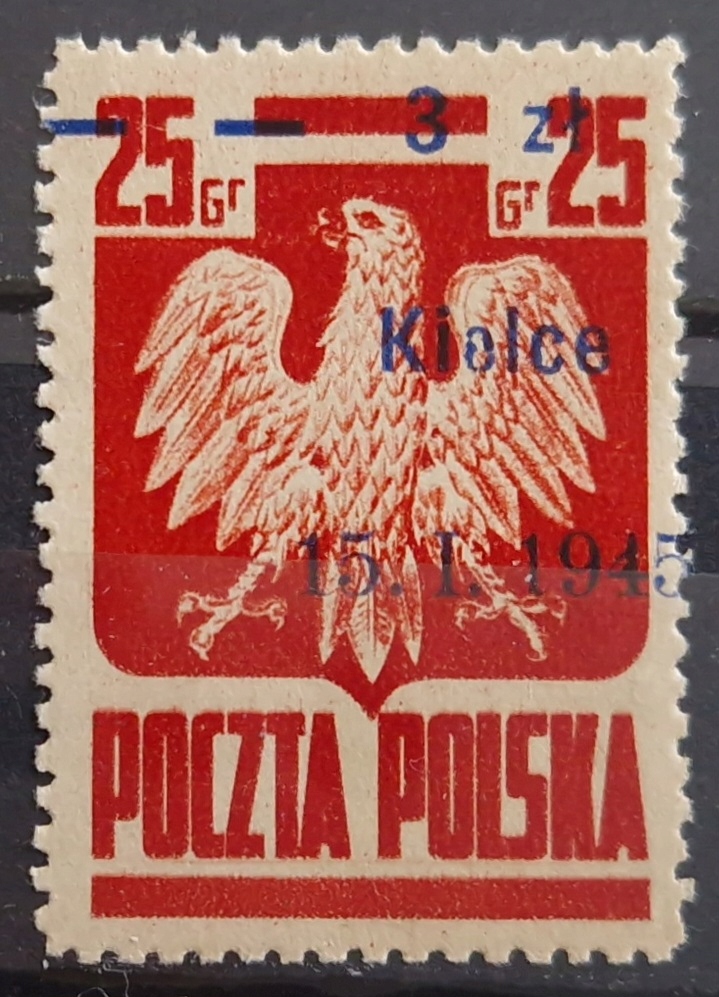 25 Gr 3 zł Gr 25
Kielce
15. I. 1945
POCZTA POLSKA